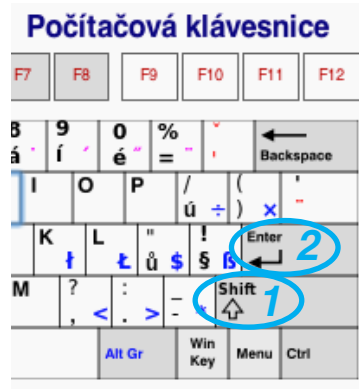 Počítačová klávesnice
F7 F8 F9 F10 F11 F12
8 9 0 % ˇ
á ˙ í ´ é ˝ = ¨ ' Backspace
I O P / ( '
ú ÷ ) × ¨
K L " ! Enter 2
ł Ł ů $ § ß
M ? : _ Shift 1
, < . > - *
Alt Gr Win Menu Ctrl
Key